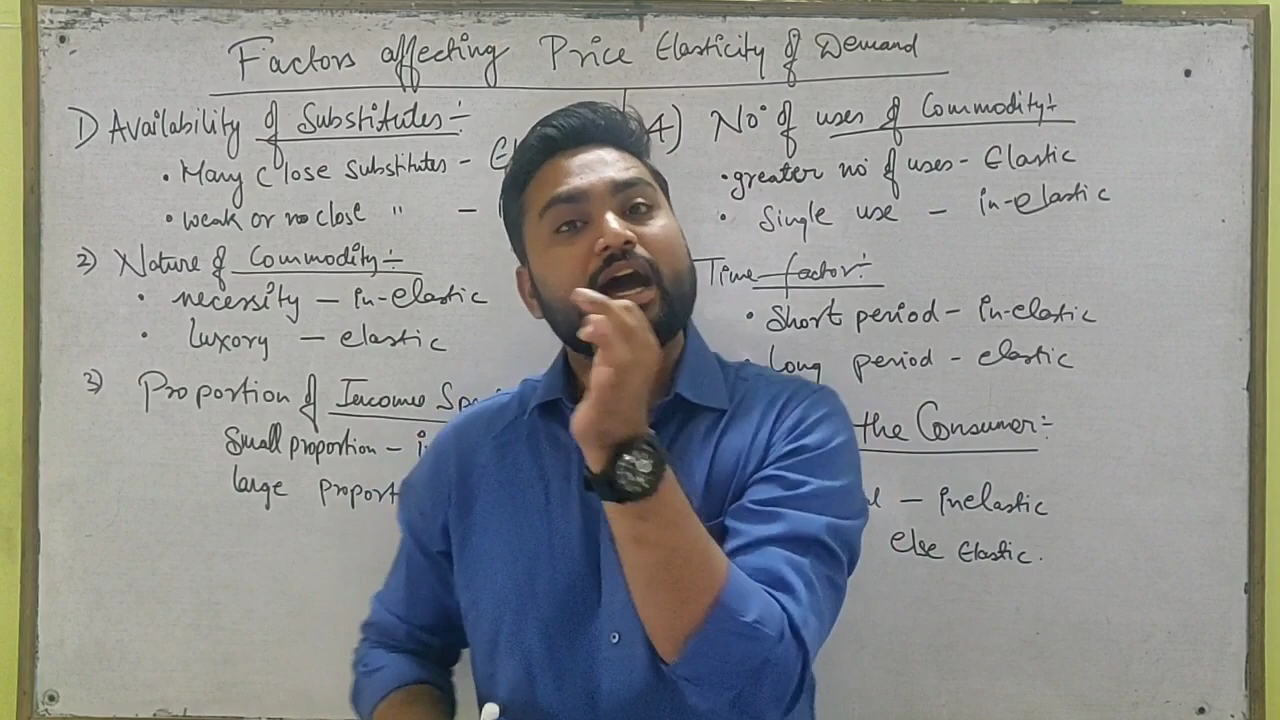 Factors affecting Price Elasticity of Demand
1) Availability of Substitutes:-
• Many close substitutes -
• weak or no close " -
2) Nature of Commodity:-
• necessity - in-elastic
• Luxory - elastic
3) Proportion of Income
Small proportion -
large
4) No of uses of Commodity:-
• greater no of uses - Elastic
• Single use - in-elastic
Time factor:-
• Short period - in-elastic
• Long period - elastic
the Consumer:-
- inelastic
else Elastic.